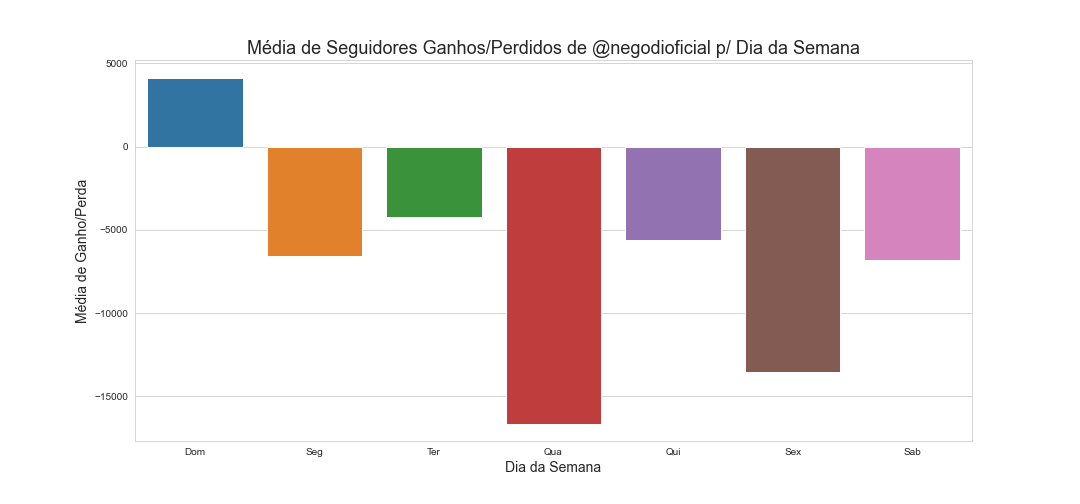 Média de Seguidores Ganhos/Perdidos de @negodioficial p/ Dia da Semana
Média de Ganho/Perda
5000
0
−5000
−10000
−15000
Dom Seg Ter Qua Qui Sex Sab
Dia da Semana